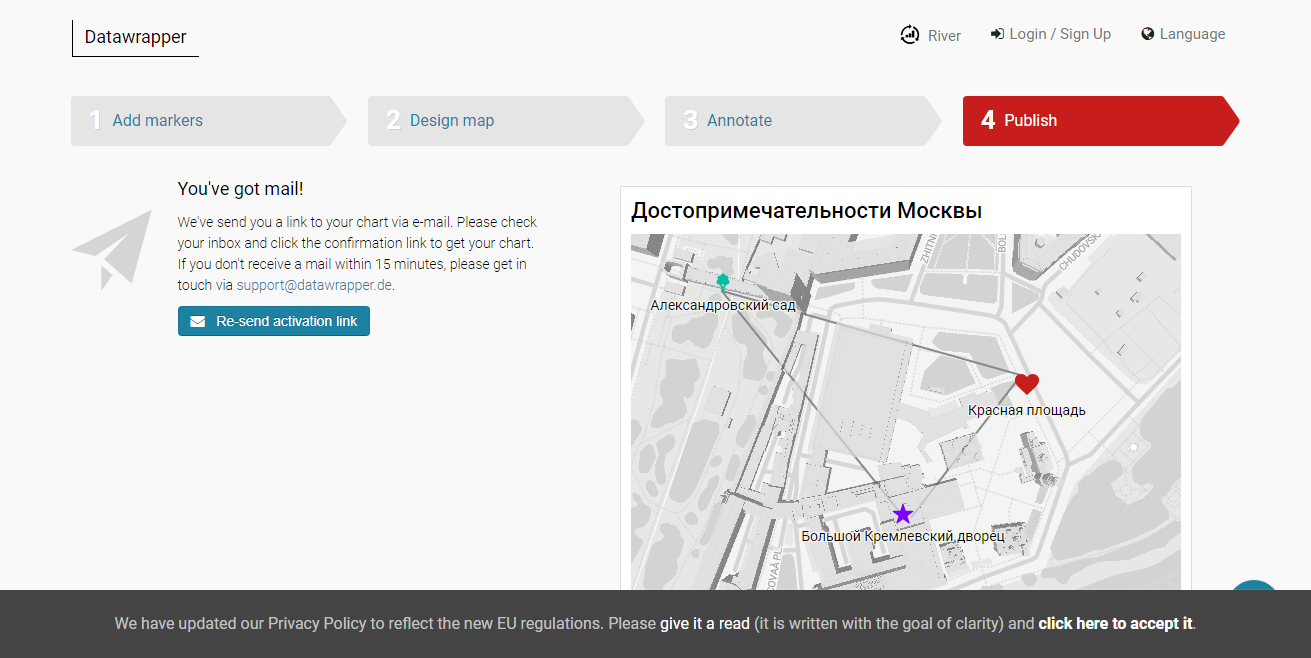 Datawrapper
River
Login / Sign Up
Language
1 Add markers
2 Design map
3 Annotate
4 Publish
You've got mail!
We've send you a link to your chart via e-mail. Please check
your inbox and click the confirmation link to get your chart.
If you don't receive a mail within 15 minutes, please get in
touch via support@datawrapper.de.
Re-send activation link
Достопримечательности Москвы
ZHITNI
BOL
CHUDOVSK
Александровский сад
Красная площадь
Большой Кремлевский дворец
COVAÂ PL.
We have updated our Privacy Policy to reflect the new EU regulations. Please give it a read (it is written with the goal of clarity) and click here to accept it.